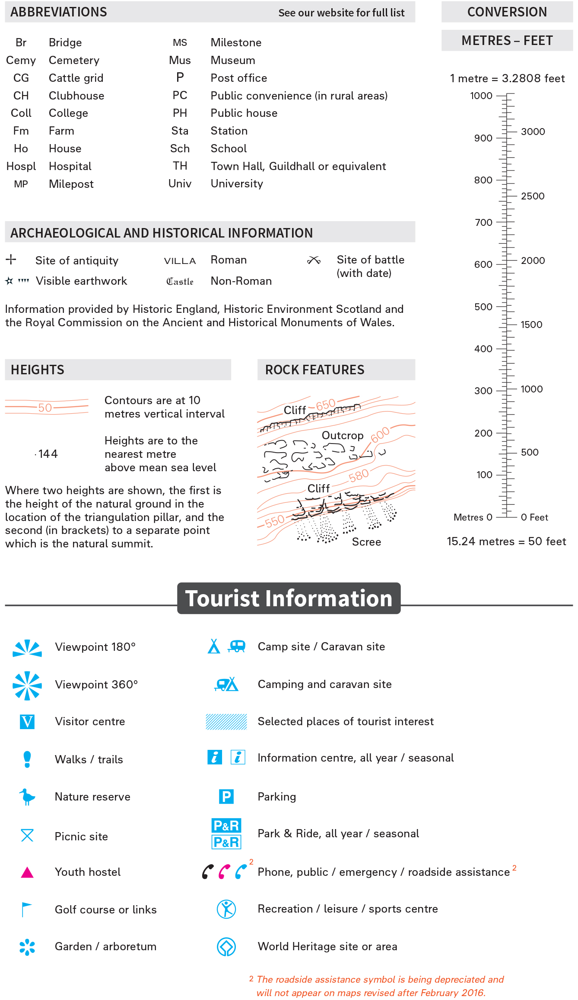 ABBREVIATIONS See our website for full list
Br Bridge MS Milestone
Cemy Cemetery Mus Museum
CG Cattle grid P Post office
CH Clubhouse PC Public convenience (in rural areas)
Coll College PH Public house
Fm Farm Sta Station
Ho House Sch School
Hospl Hospital TH Town Hall, Guildhall or equivalent
MP Milepost Univ University
ARCHAEOLOGICAL AND HISTORICAL INFORMATION
Site of antiquity VILLA Roman Site of battle
(with date)
Visible earthwork Castle Non-Roman
Information provided by Historic England, Historic Environment Scotland and
the Royal Commission on the Ancient and Historical Monuments of Wales.
HEIGHTS
50 Contours are at 10
metres vertical interval
Heights are to the
·144 nearest metre
above mean sea level
Where two heights are shown, the first is
the height of the natural ground in the
location of the triangulation pillar, and the
second (in brackets) to a separate point
which is the natural summit.
ROCK FEATURES
Cliff 650
Outcrop 600
580
Cliff
550
Scree
CONVERSION
METRES – FEET
1 metre = 3.2808 feet
1000
3000
900
800
2500
700
600 2000
500
1500
400
300 1000
200
500
100
Metres 0 0 Feet
15.24 metres = 50 feet
Tourist Information
Viewpoint 180° Camp site / Caravan site
Viewpoint 360° Camping and caravan site
V Visitor centre Selected places of tourist interest
Walks / trails i i Information centre, all year / seasonal
Nature reserve P Parking
P&R
Picnic site Park & Ride, all year / seasonal
P&R
Youth hostel 2 Phone, public / emergency / roadside assistance 2
Golf course or links Recreation / leisure / sports centre
Garden / arboretum World Heritage site or area
2 The roadside assistance symbol is being depreciated and
will not appear on maps revised after February 2016.